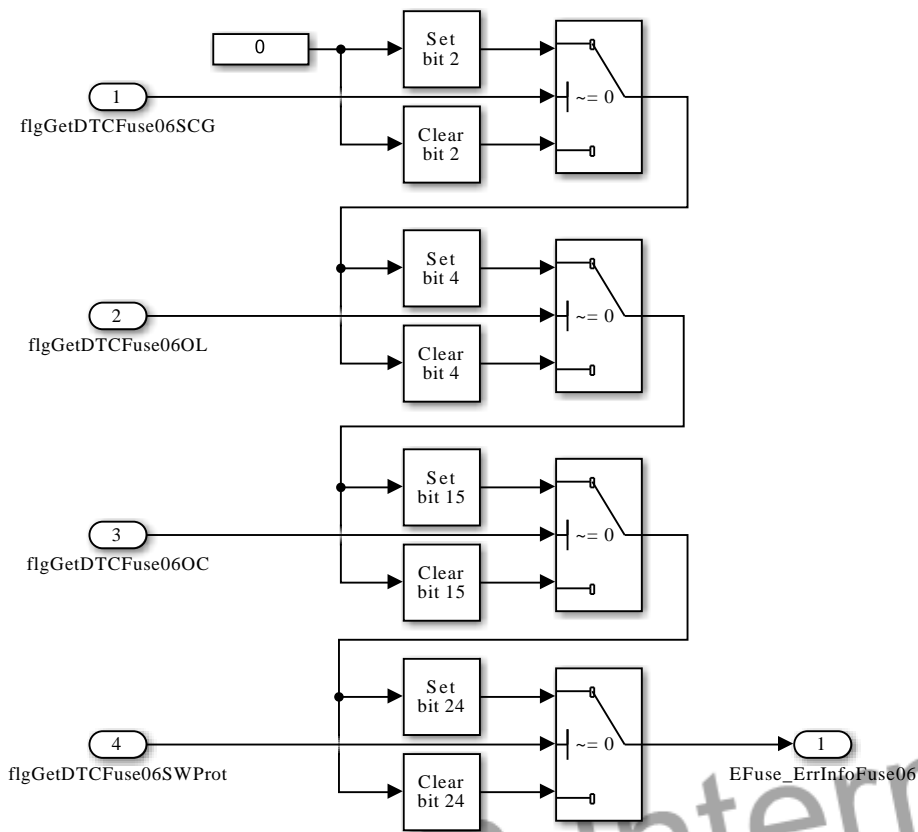 0
Set
bit 2
1
flgGetDTCFuse06SCG
~= 0
Clear
bit 2
Set
bit 4
2
flgGetDTCFuse06OL
~= 0
Clear
bit 4
Set
bit 15
3
flgGetDTCFuse06OC
~= 0
Clear
bit 15
Set
bit 24
4
flgGetDTCFuse06SWProt
~= 0
Clear
bit 24
1
EFuse_ErrInfoFuse06